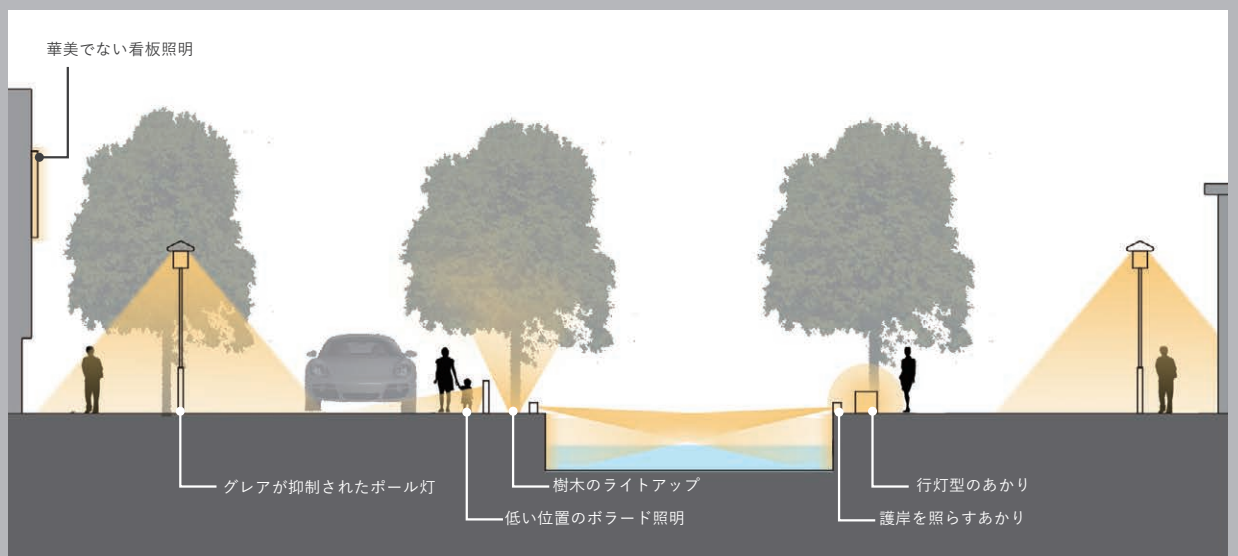 華美でない看板照明
グレアが抑制されたポール灯
樹木のライトアップ
行灯型のあかり
低い位置のボラード照明
護岸を照らすあかり